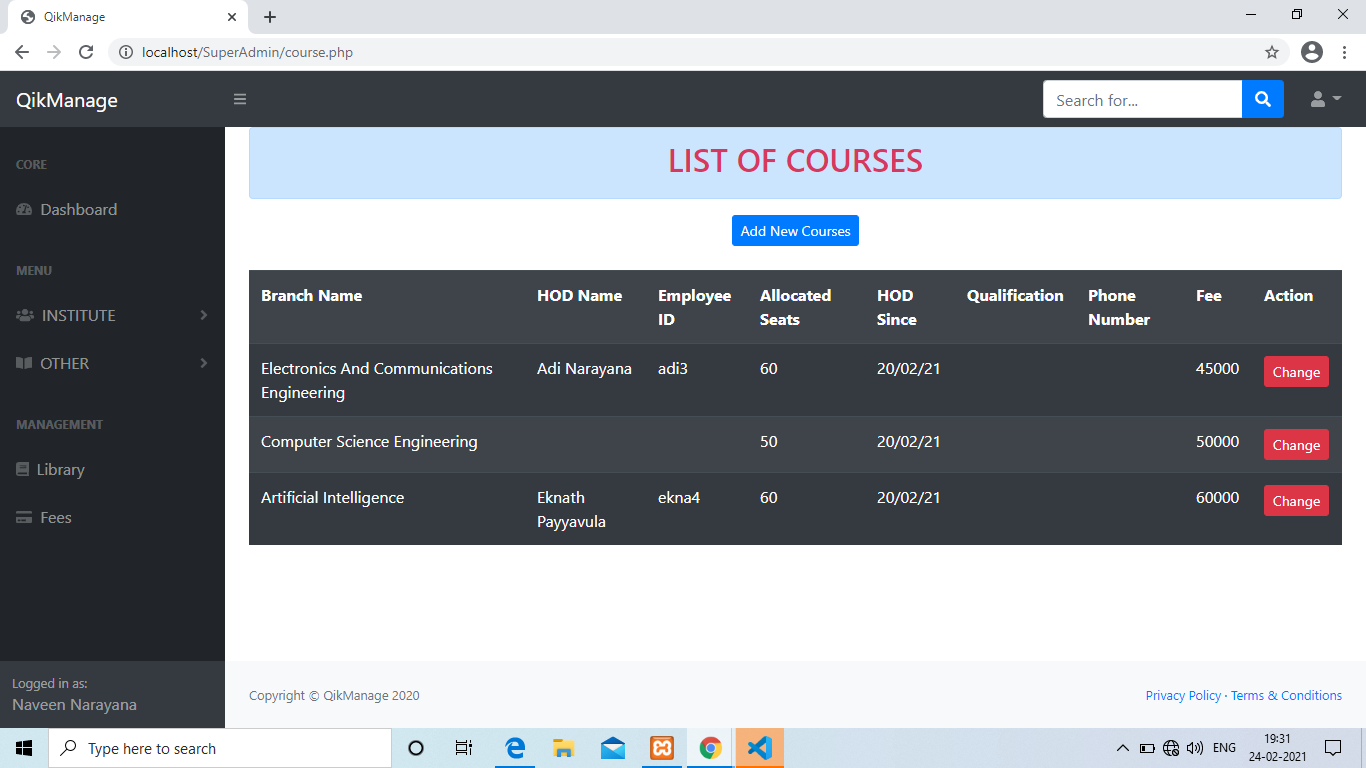 QikManage
localhost/SuperAdmin/course.php
QikManage
Search for...
CORE
Dashboard
MENU
INSTITUTE
OTHER
MANAGEMENT
Library
Fees
Logged in as:
Naveen Narayana
LIST OF COURSES
Add New Courses
Branch Name HOD Name Employee ID Allocated Seats HOD Since Qualification Phone Number Fee Action
Electronics And Communications Engineering Adi Narayana adi3 60 20/02/21 45000 Change
Computer Science Engineering 50 20/02/21 50000 Change
Artificial Intelligence Eknath Payyavula ekna4 60 20/02/21 60000 Change
Copyright © QikManage 2020
Privacy Policy · Terms & Conditions
Type here to search
ENG
19:31
24-02-2021